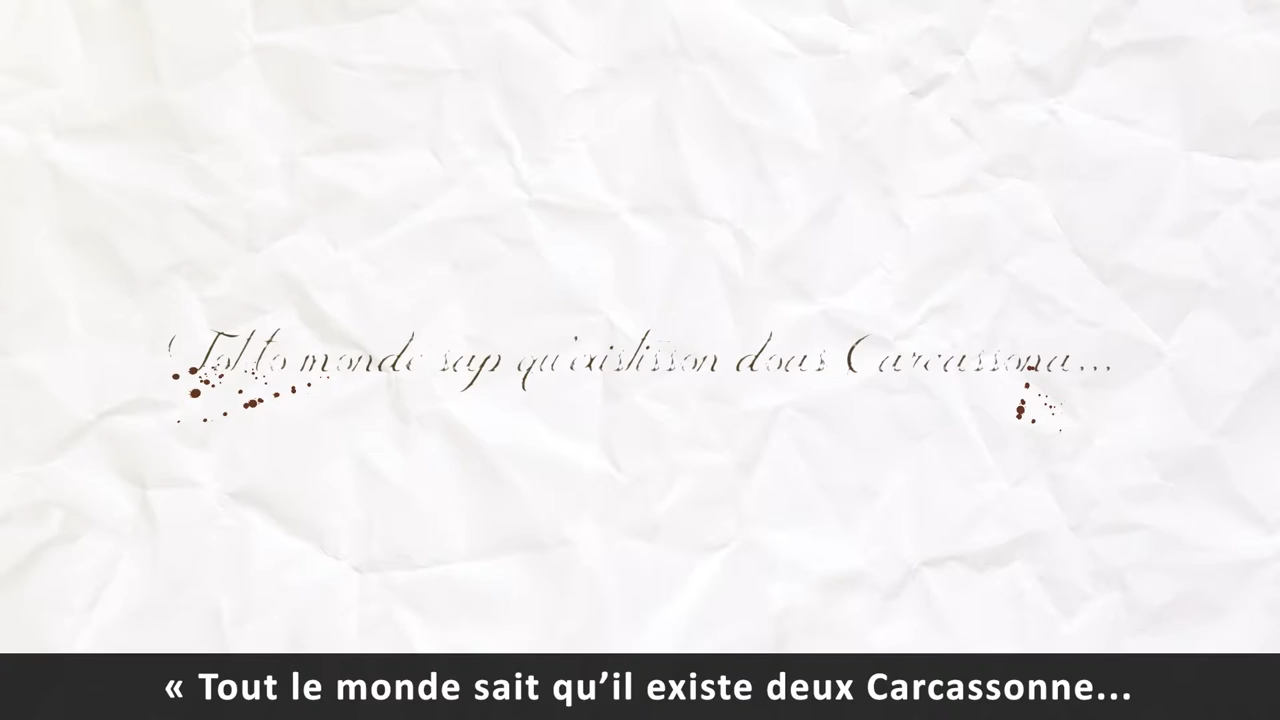 Tot lo monde sap qu'existisson doas Carcassona...
« Tout le monde sait qu’il existe deux Carcassonne...